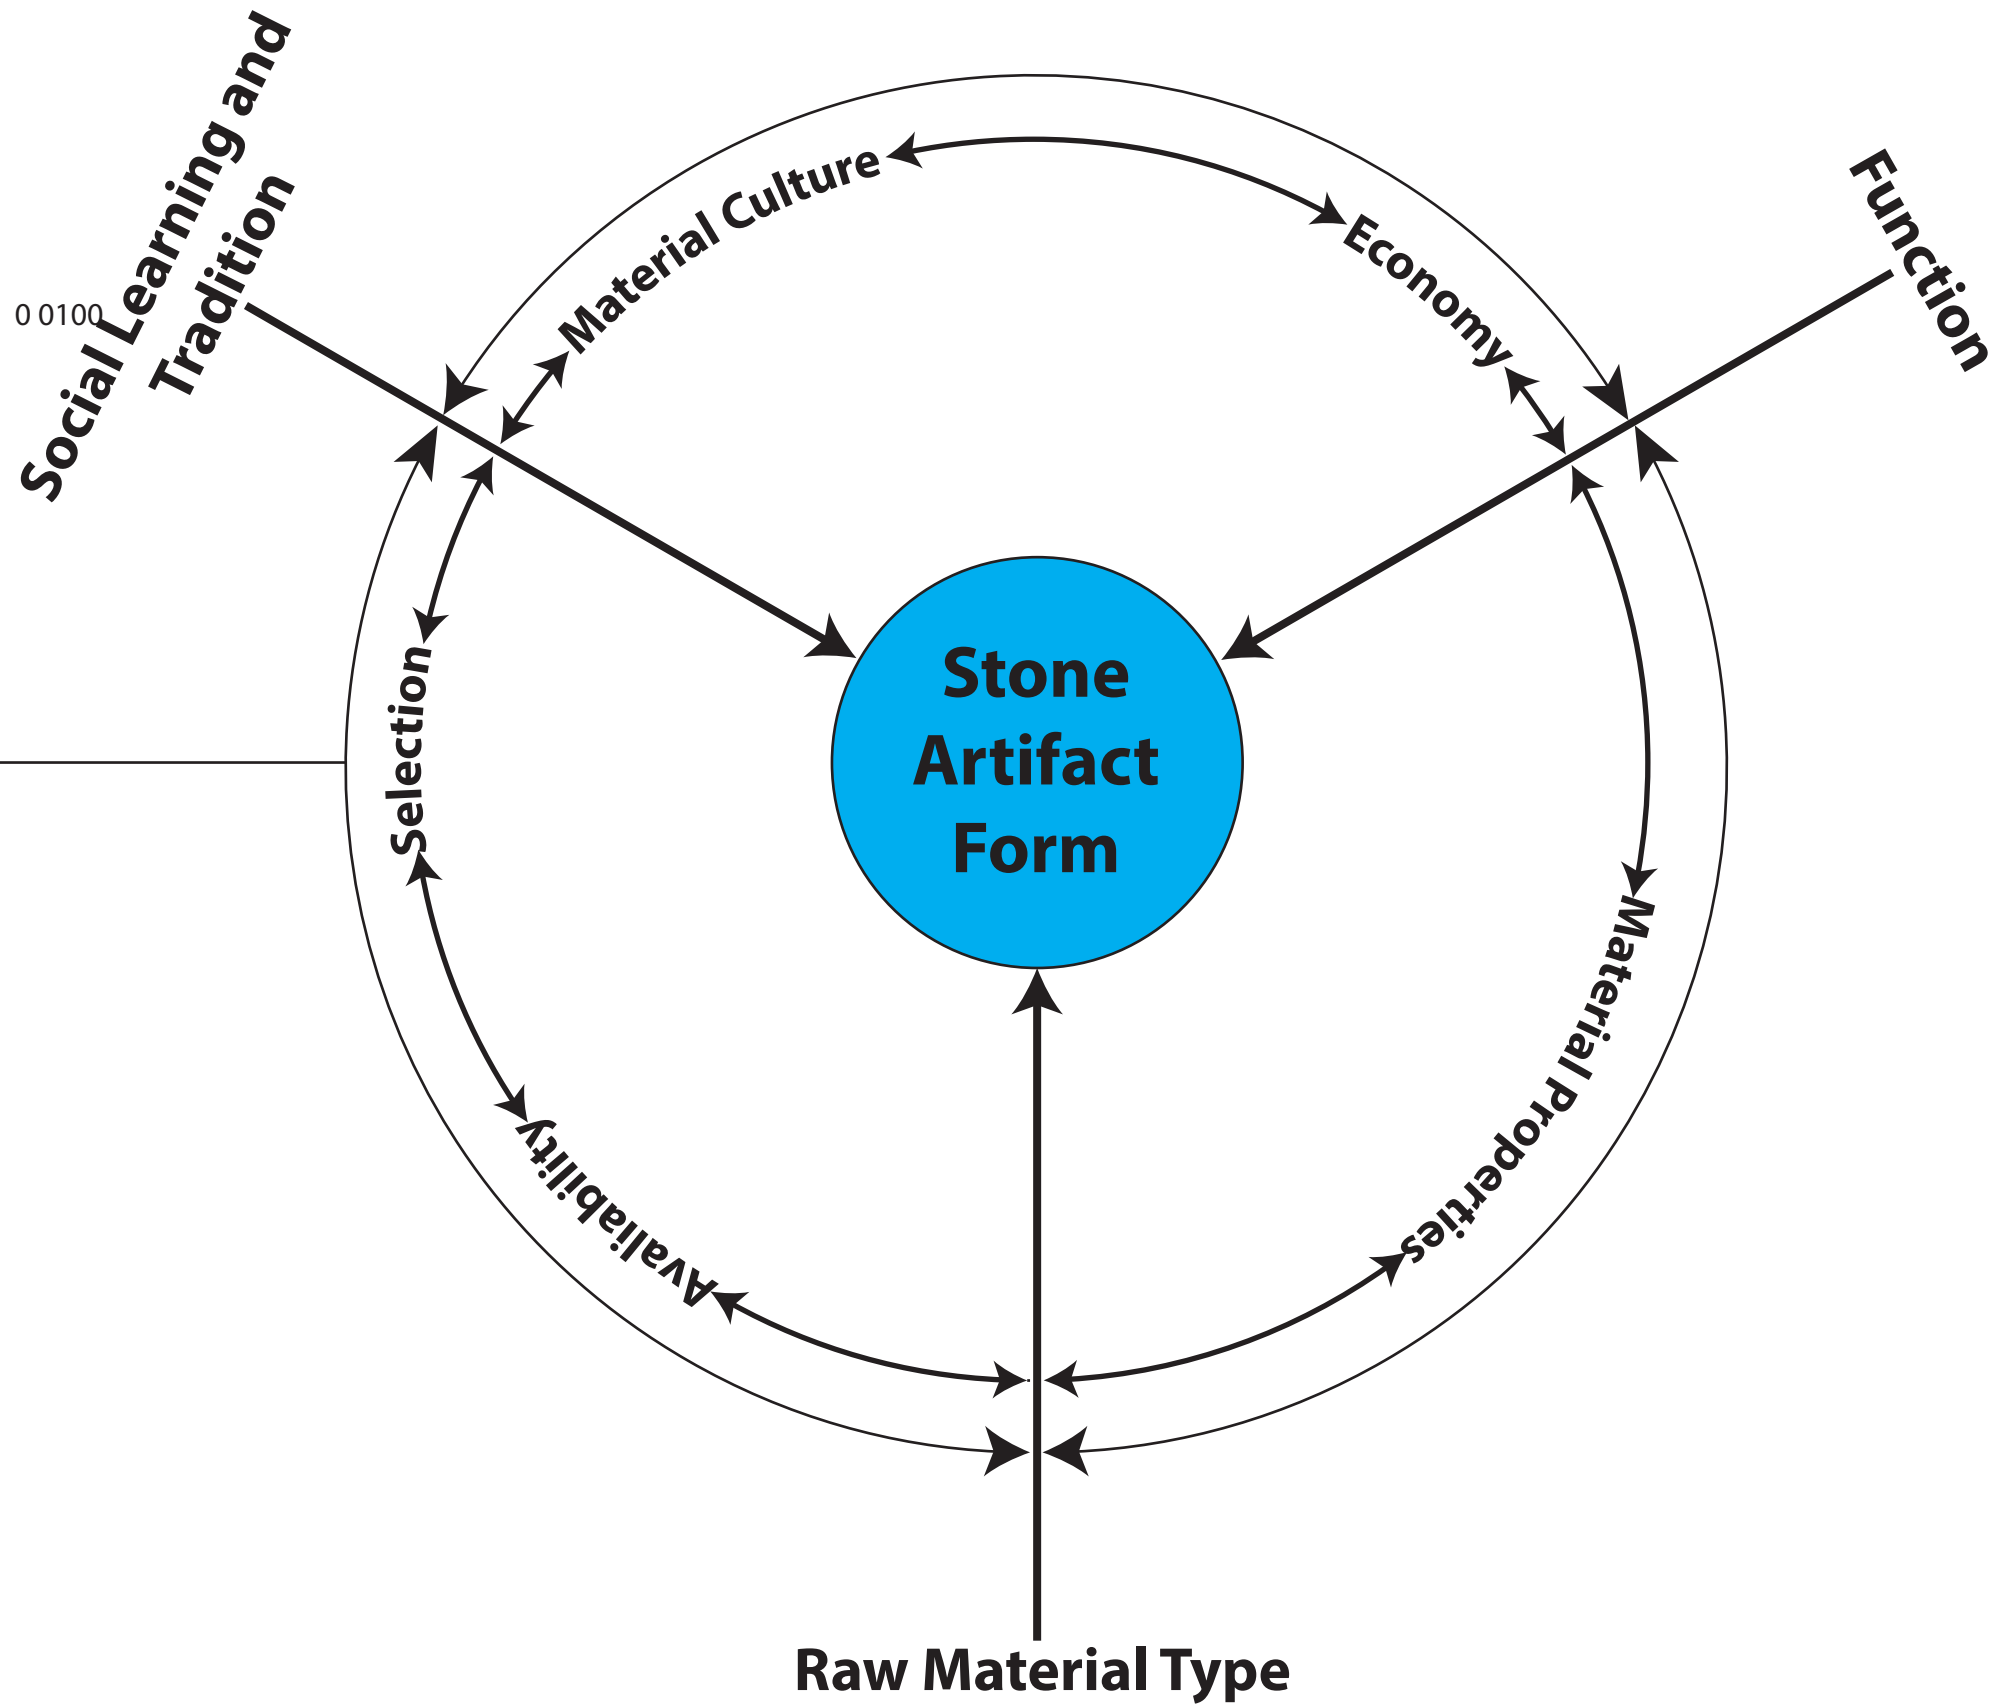 Social Learning and
Tradition
Function
0 0100
Material Culture
Economy
Selection
Stone
Artifact
Form
Material Properties
Avaliability
Raw Material Type